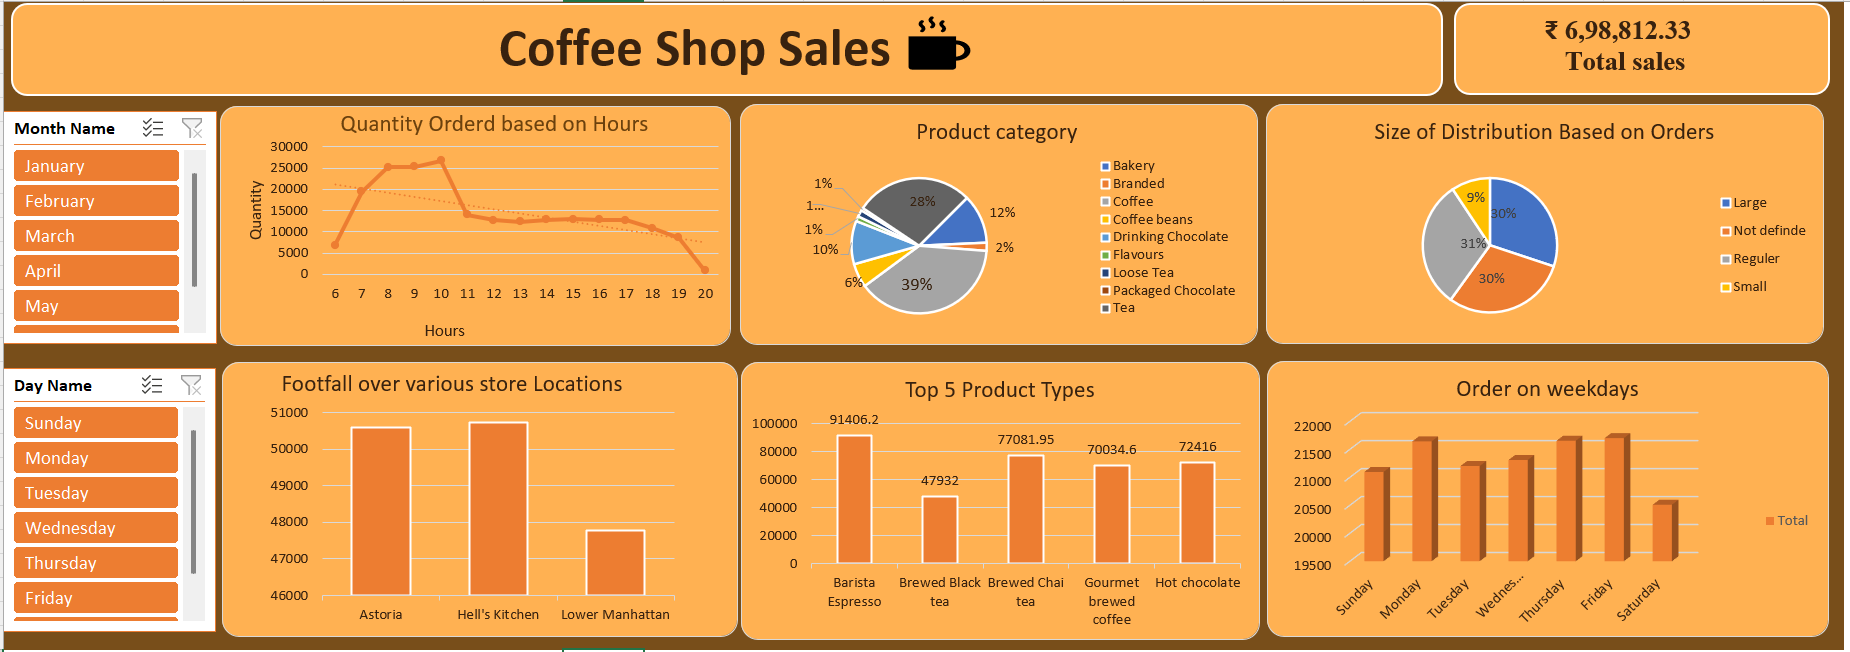 Coffee Shop Sales
₹ 6,98,812.33
Total sales
Month Name
January
February
March
April
May
Quantity Orderd based on Hours
30000
25000
20000
15000
10000
5000
0
Quantity
6 7 8 9 10 11 12 13 14 15 16 17 18 19 20
Hours
Product category
28%
12%
2%
39%
6%
10%
1%
1...
1%
Bakery
Branded
Coffee
Coffee beans
Drinking Chocolate
Flavours
Loose Tea
Packaged Chocolate
Tea
Size of Distribution Based on Orders
9%
30%
31%
30%
Large
Not definde
Reguler
Small
Day Name
Sunday
Monday
Tuesday
Wednesday
Thursday
Friday
Footfall over various store Locations
51000
50000
49000
48000
47000
46000
Astoria Hell's Kitchen Lower Manhattan
Top 5 Product Types
100000
80000
60000
40000
20000
0
91406.2
47932
77081.95
70034.6
72416
Barista
Espresso
Brewed Black
tea
Brewed Chai
tea
Gourmet
brewed
coffee
Hot chocolate
Order on weekdays
22000
21500
21000
20500
20000
19500
Sunday
Monday
Tuesday
Wednes...
Thursday
Friday
Saturday
Total